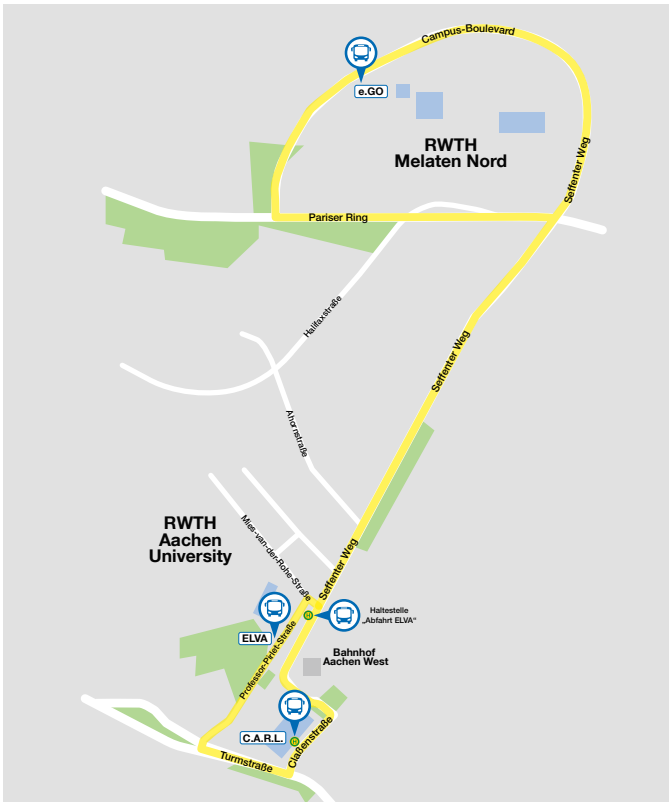 Campus-Boulevard
e.GO
RWTH
Melaten Nord
Seffenter Weg
Pariser Ring
Halifaxstraße
Seffenter Weg
Ahornstraße
RWTH
Aachen
University
Mies-van-der-Rohe-Straße
Seffenter Weg
H
Haltestelle
„Abfahrt ELVA“
ELVA
Professor-Pirlet-Straße
Bahnhof
Aachen West
C.A.R.L.
H
Claßenstraße
Turmstraße